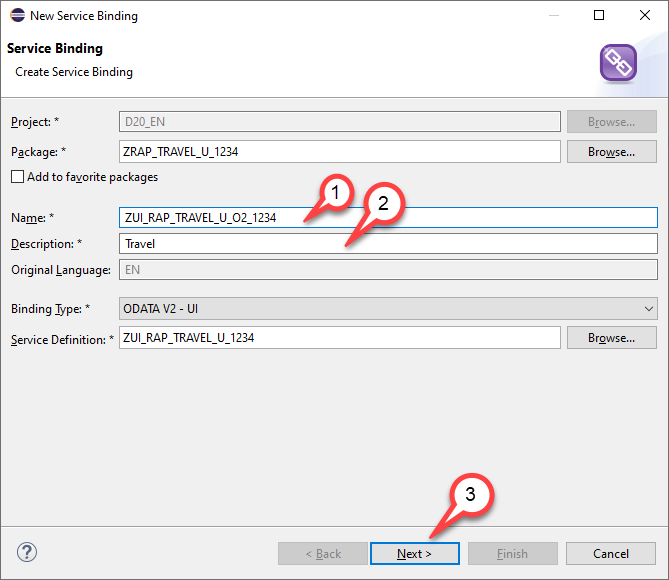 New Service Binding
Service Binding
Create Service Binding
Project: * D20_EN Browse...
Package: * ZRAP_TRAVEL_U_1234 Browse...
Add to favorite packages
1
2
Name: * ZUI_RAP_TRAVEL_U_O2_1234
Description: * Travel
Original Language: EN
Binding Type: * ODATA V2 - UI
Service Definition: * ZUI_RAP_TRAVEL_U_1234 Browse...
3
? < Back Next > Finish Cancel